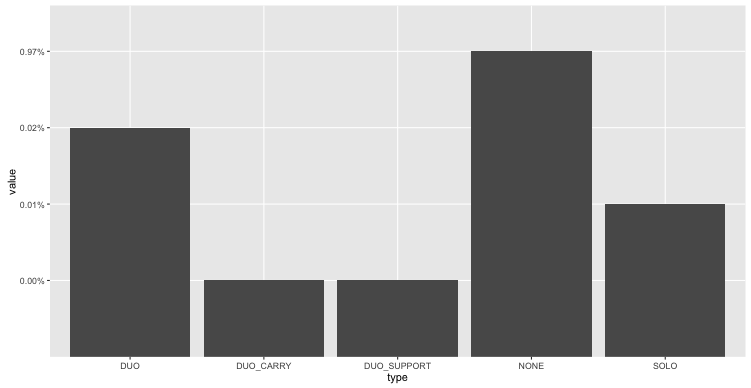 0.97%
0.02%
value
0.01%
0.00%
DUO
DUO_CARRY
DUO_SUPPORT
NONE
SOLO
type